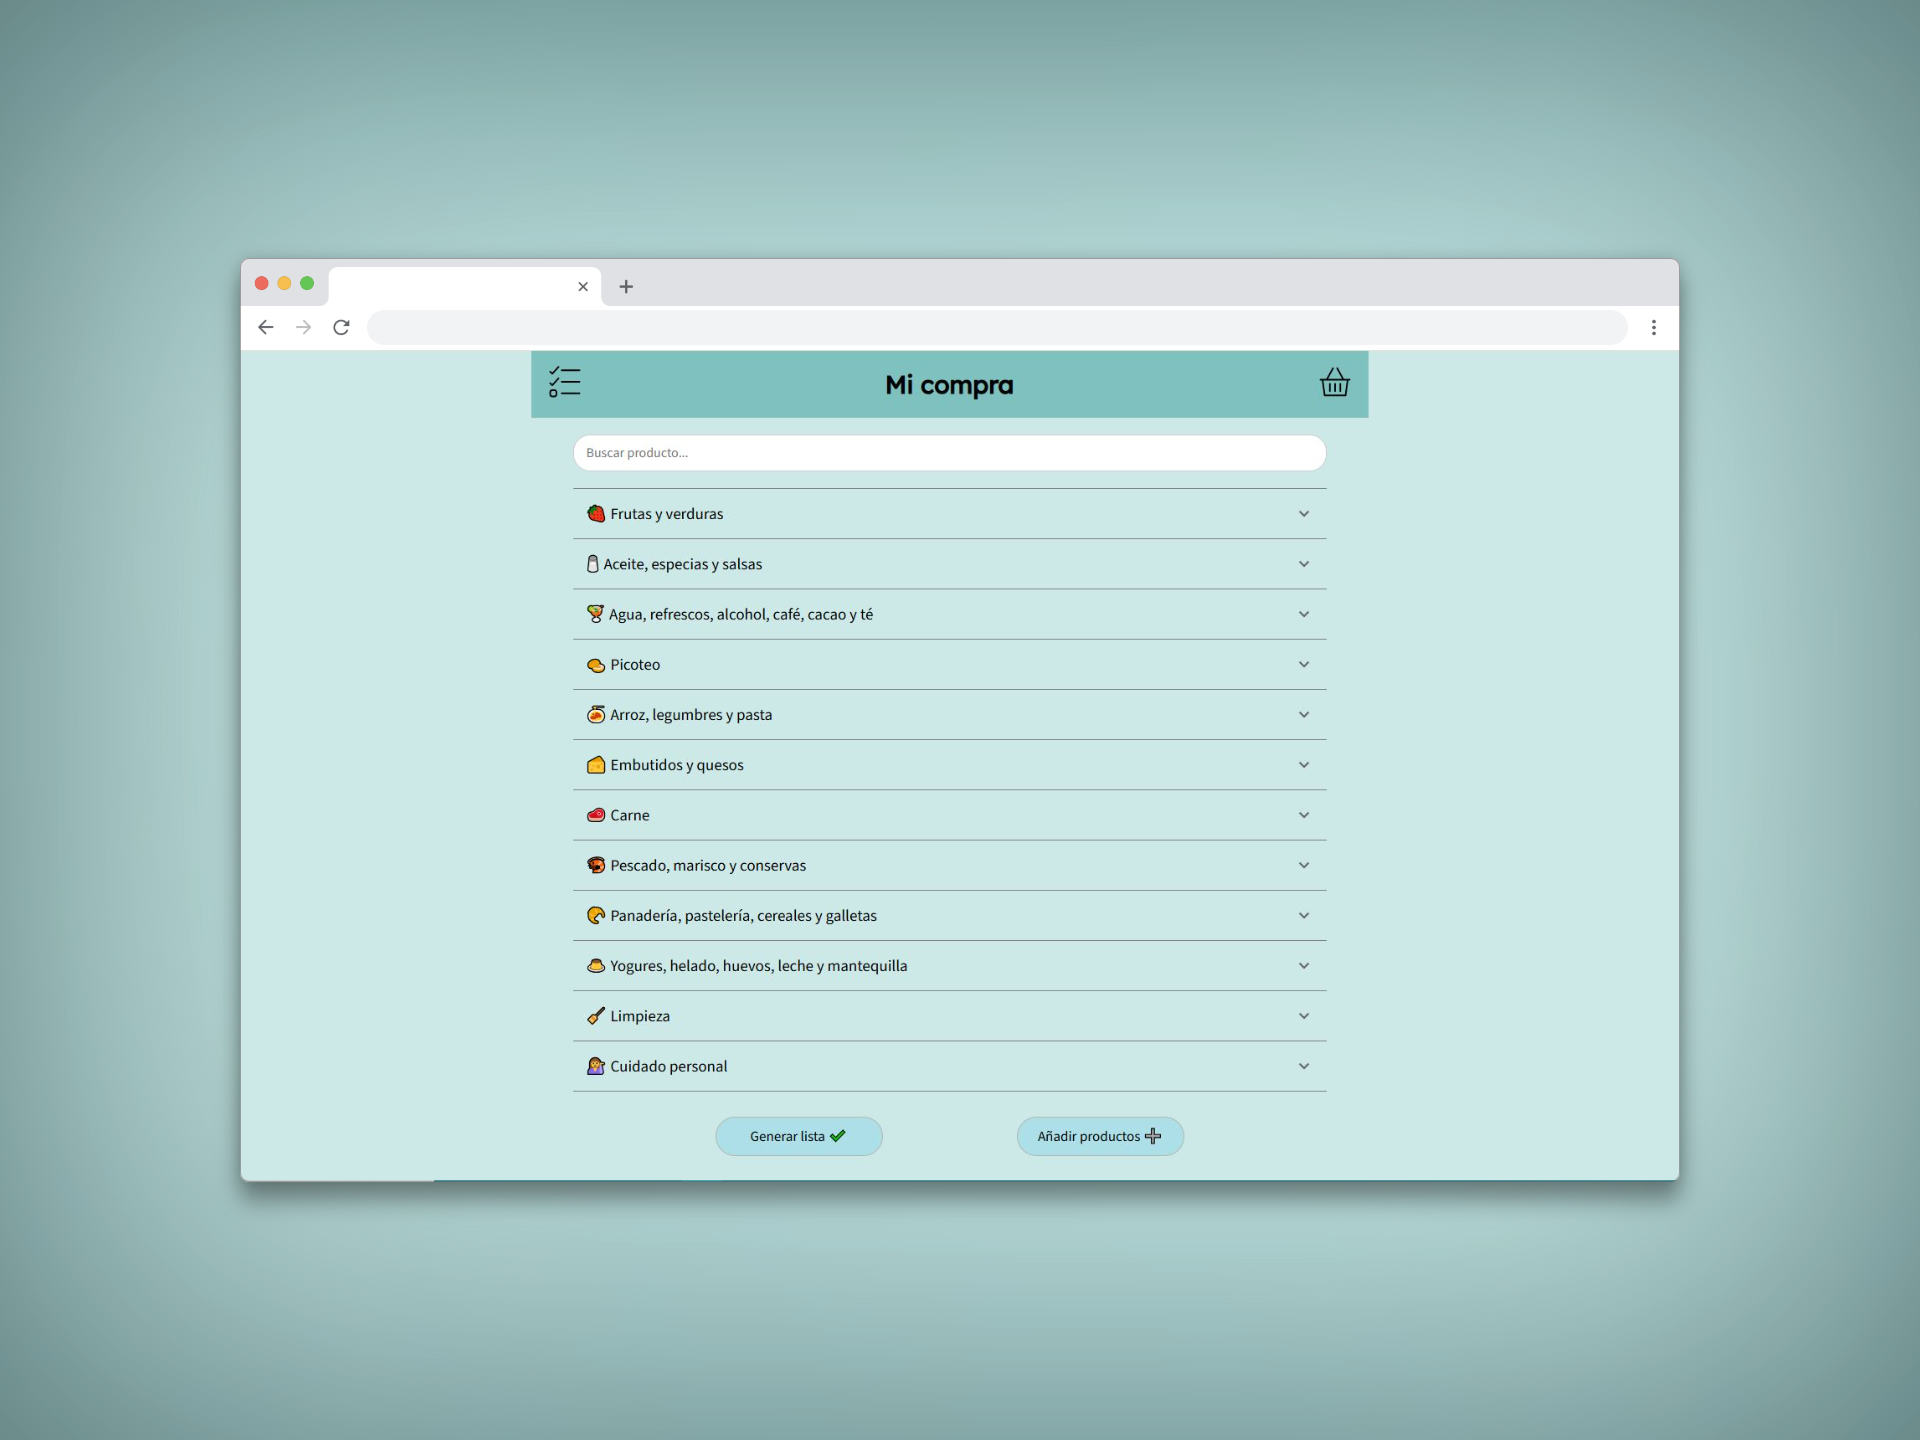 Mi compra
Buscar producto...
Frutas y verduras
Aceite, especias y salsas
Agua, refrescos, alcohol, café, cacao y té
Picoteo
Arroz, legumbres y pasta
Embutidos y quesos
Carne
Pescado, marisco y conservas
Panadería, pastelería, cereales y galletas
Yogures, helado, huevos, leche y mantequilla
Limpieza
Cuidado personal
Generar lista
Añadir productos